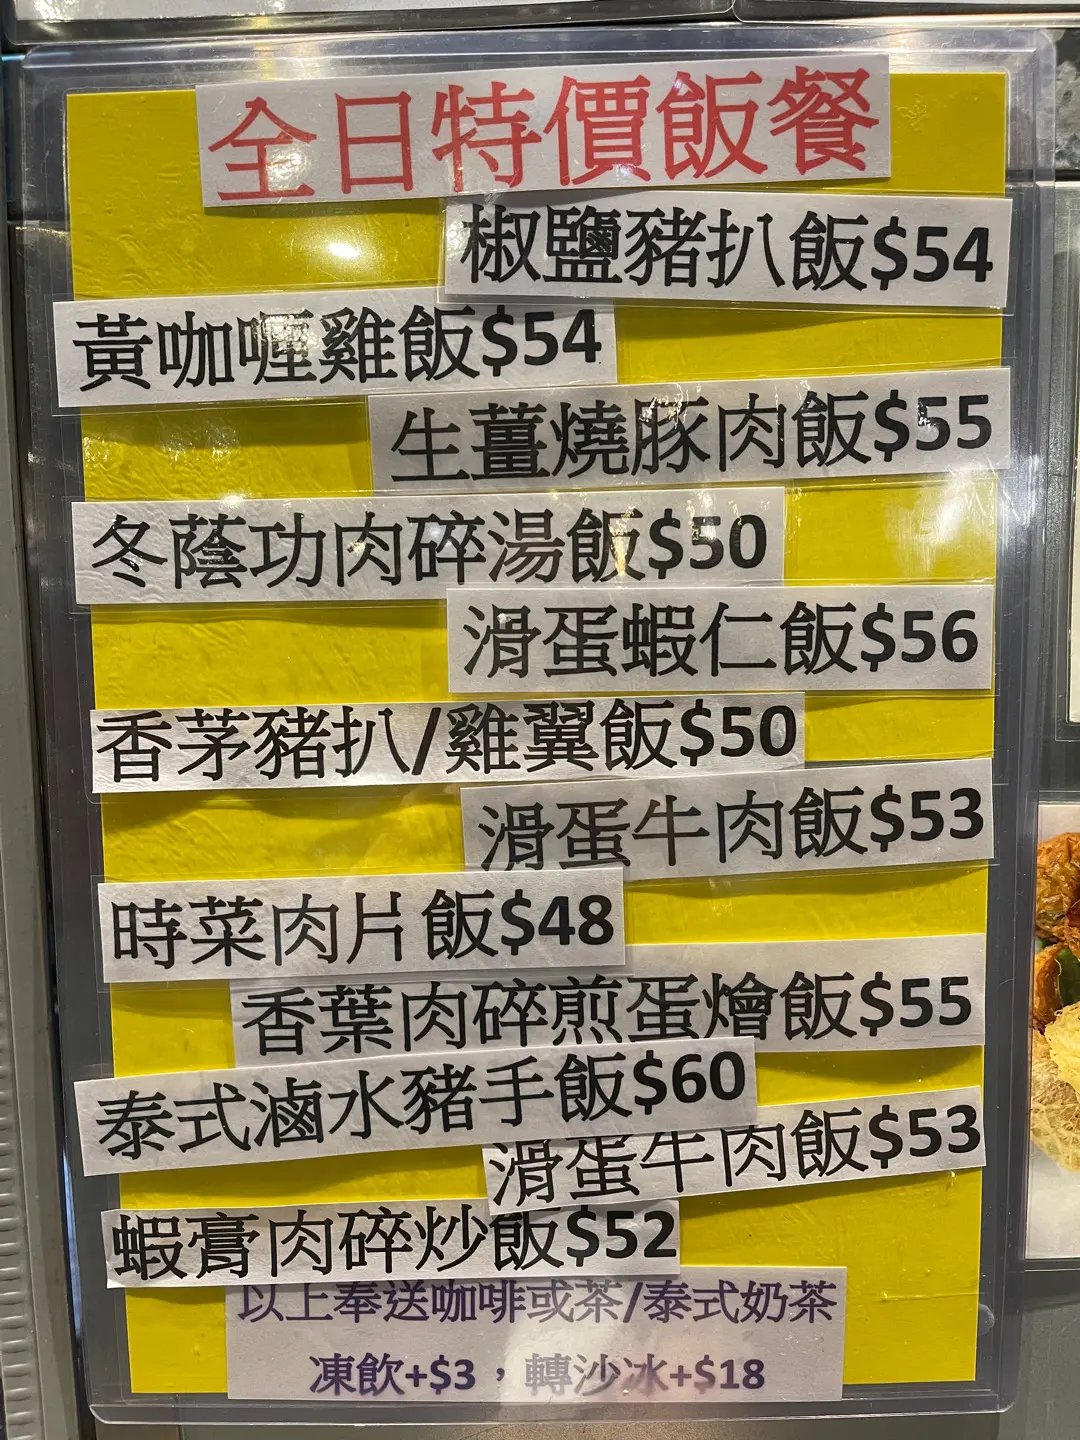 全日特價飯餐
椒鹽豬扒飯$54
黃咖喱雞飯$54
生薑燒豚肉飯$55
冬蔭功肉碎湯飯$50
滑蛋蝦仁飯$56
香茅豬扒/雞翼飯$50
滑蛋牛肉飯$53
時菜肉片飯$48
香葉肉碎煎蛋燴飯$55
泰式滷水豬手飯$60
滑蛋牛肉飯$53
蝦膏肉碎炒飯$52
以上奉送咖啡或茶/泰式奶茶
凍飲+$3，轉沙冰+$18